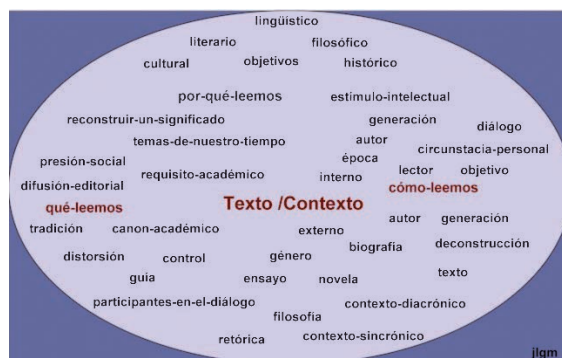 lingüístico
literario filosófico
cultural objetivos histórico
por-qué-leemos estímulo-intelectual
reconstruir-un-significado generación diálogo
temas-de-nuestro-tiempo autor circunstacia-personal
presión-social época
requisito-académico interno lector objetivo
difusión-editorial cómo-leemos
qué-leemos Texto /Contexto
autor generación
tradición canon-académico externo
biografía deconstrucción
distorsión control género
guía ensayo novela texto
participantes-en-el-diálogo contexto-diacrónico
filosofía
retórica contexto-sincrónico
jlgm